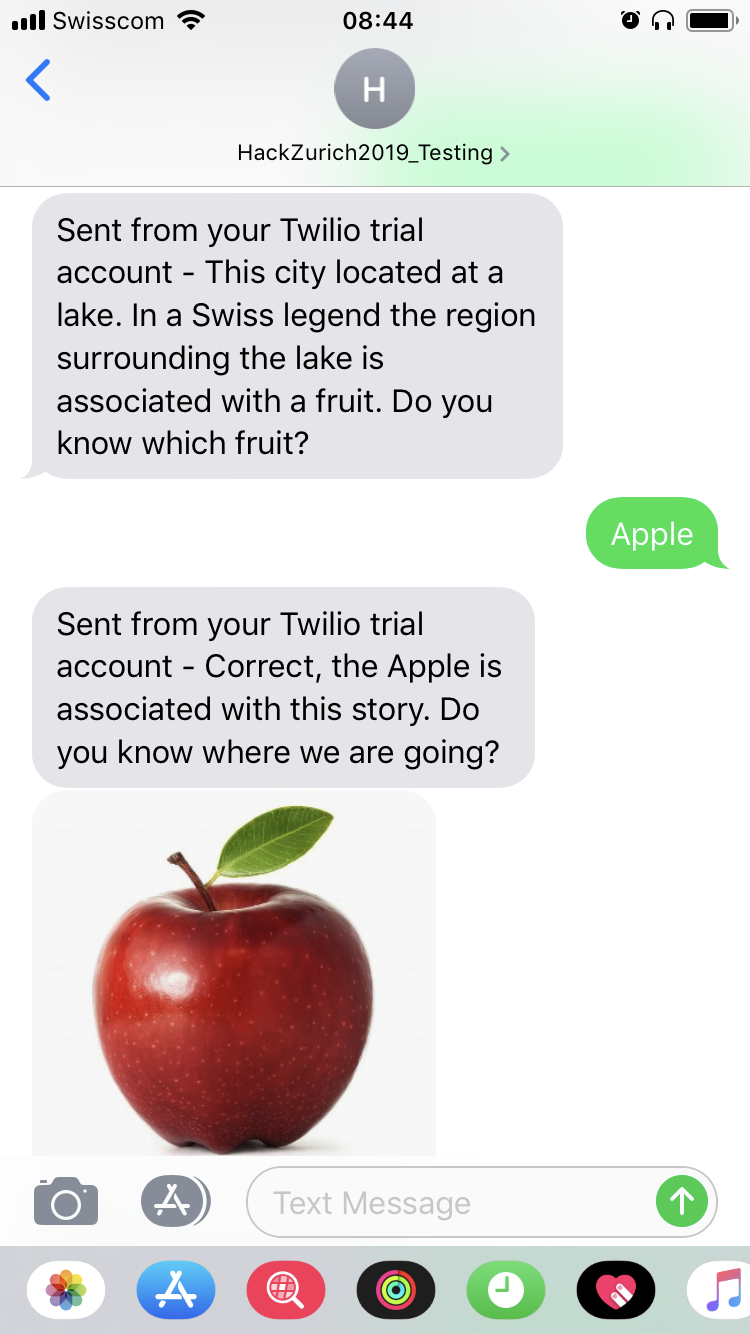 Swisscom 08:44
H
HackZurich2019_Testing
Sent from your Twilio trial
account - This city located at a
lake. In a Swiss legend the region
surrounding the lake is
associated with a fruit. Do you
know which fruit?
Apple
Sent from your Twilio trial
account - Correct, the Apple is
associated with this story. Do
you know where we are going?
Text Message